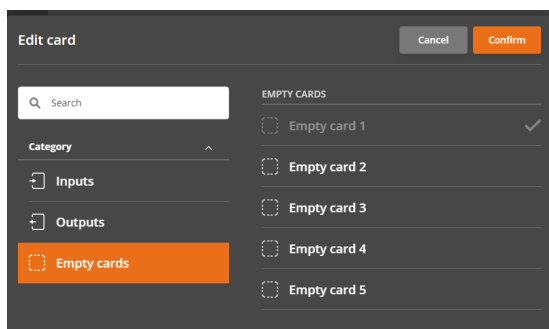 Edit card
Cancel
Confirm
Search
Category
Inputs
Outputs
Empty cards
EMPTY CARDS
Empty card 1
Empty card 2
Empty card 3
Empty card 4
Empty card 5